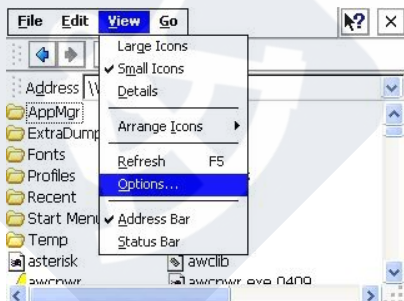 File Edit View Go
Large Icons
Small Icons
Address
Details
AppMgr
Arrange Icons
Fonts
Refresh F5
Profiles
Options...
Recent
Start Menu
Address Bar
Temp
Status Bar
asterisk awclib
awcpwr awcpwr.exe.0409